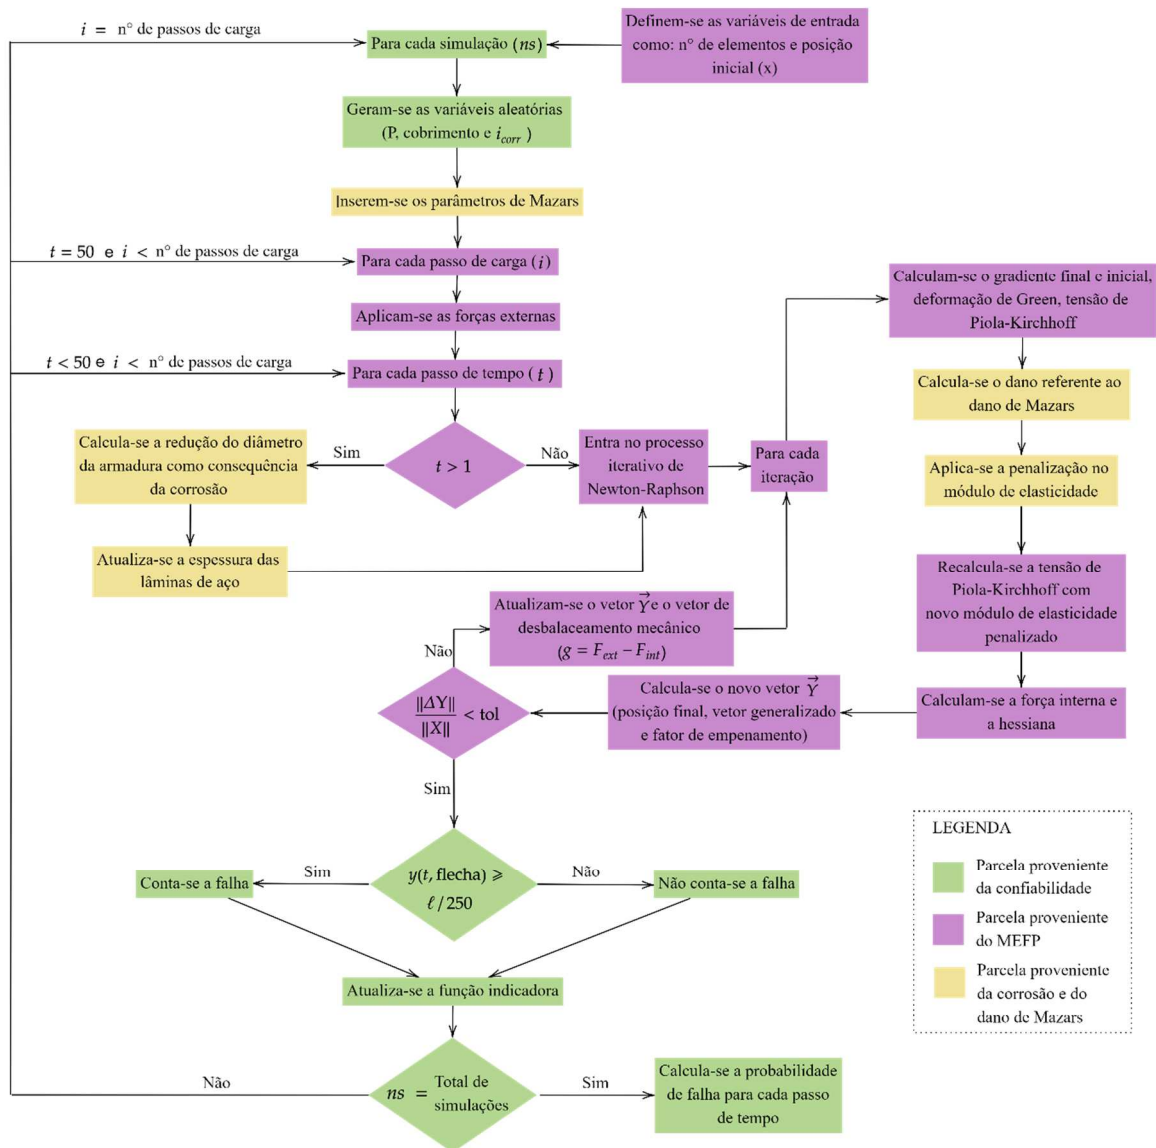 i = n° de passos de carga
Para cada simulação (ns)
Definem-se as variáveis de entrada
como: n° de elementos e posição
inicial (x)
Geram-se as variáveis aleatórias
(P, cobrimento e i_corr )
Inserem-se os parâmetros de Mazars
t = 50 e i < n° de passos de carga
Para cada passo de carga (i)
Aplicam-se as forças externas
t < 50 e i < n° de passos de carga
Para cada passo de tempo (t)
t > 1
Sim
Não
Calcula-se a redução do diâmetro
da armadura como consequência
da corrosão
Atualiza-se a espessura das
lâminas de aço
Entra no processo
iterativo de
Newton-Raphson
Para cada
iteração
Calculam-se o gradiente final e inicial,
deformação de Green, tensão de
Piola-Kirchhoff
Calcula-se o dano referente ao
dano de Mazars
Aplica-se a penalização no
módulo de elasticidade
Recalcula-se a tensão de
Piola-Kirchhoff com
novo módulo de elasticidade
penalizado
Calculam-se a força interna e
a hessiana
Calcula-se o novo vetor Y⃗
(posição final, vetor generalizado
e fator de empenamento)
Atualizam-se o vetor Y⃗ e o vetor de
desbalaceamento mecânico
(g = F_ext − F_int)
Não
‖ΔY‖
‖X‖ < tol
Sim
y(t, flecha) ⩾
ℓ/250
Sim
Não
Conta-se a falha
Não conta-se a falha
Atualiza-se a função indicadora
ns = Total de
simulações
Não
Sim
Calcula-se a probabilidade
de falha para cada passo
de tempo
LEGENDA
Parcela proveniente
da confiabilidade
Parcela proveniente
do MEFP
Parcela proveniente
da corrosão e do
dano de Mazars